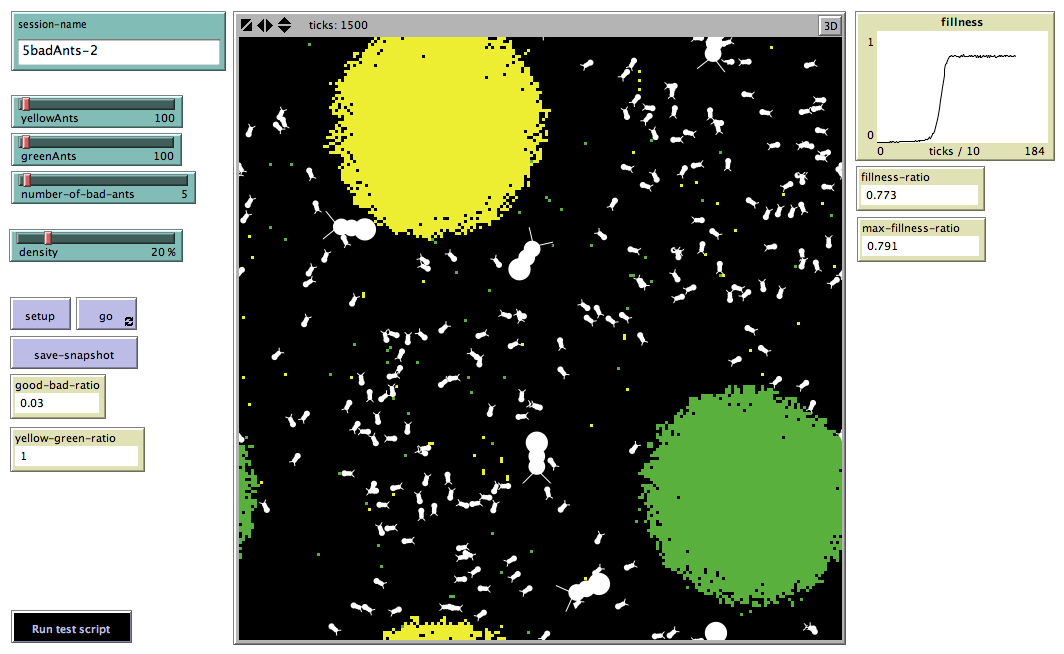 session-name
5badAnts-2
yellowAnts 100
greenAnts 100
number-of-bad-ants 5
density 20 %
setup go
save-snapshot
good-bad-ratio
0.03
yellow-green-ratio
1
Run test script
ticks: 1500 3D
fillness
1
0
0 ticks / 10 184
fillness-ratio
0.773
max-fillness-ratio
0.791